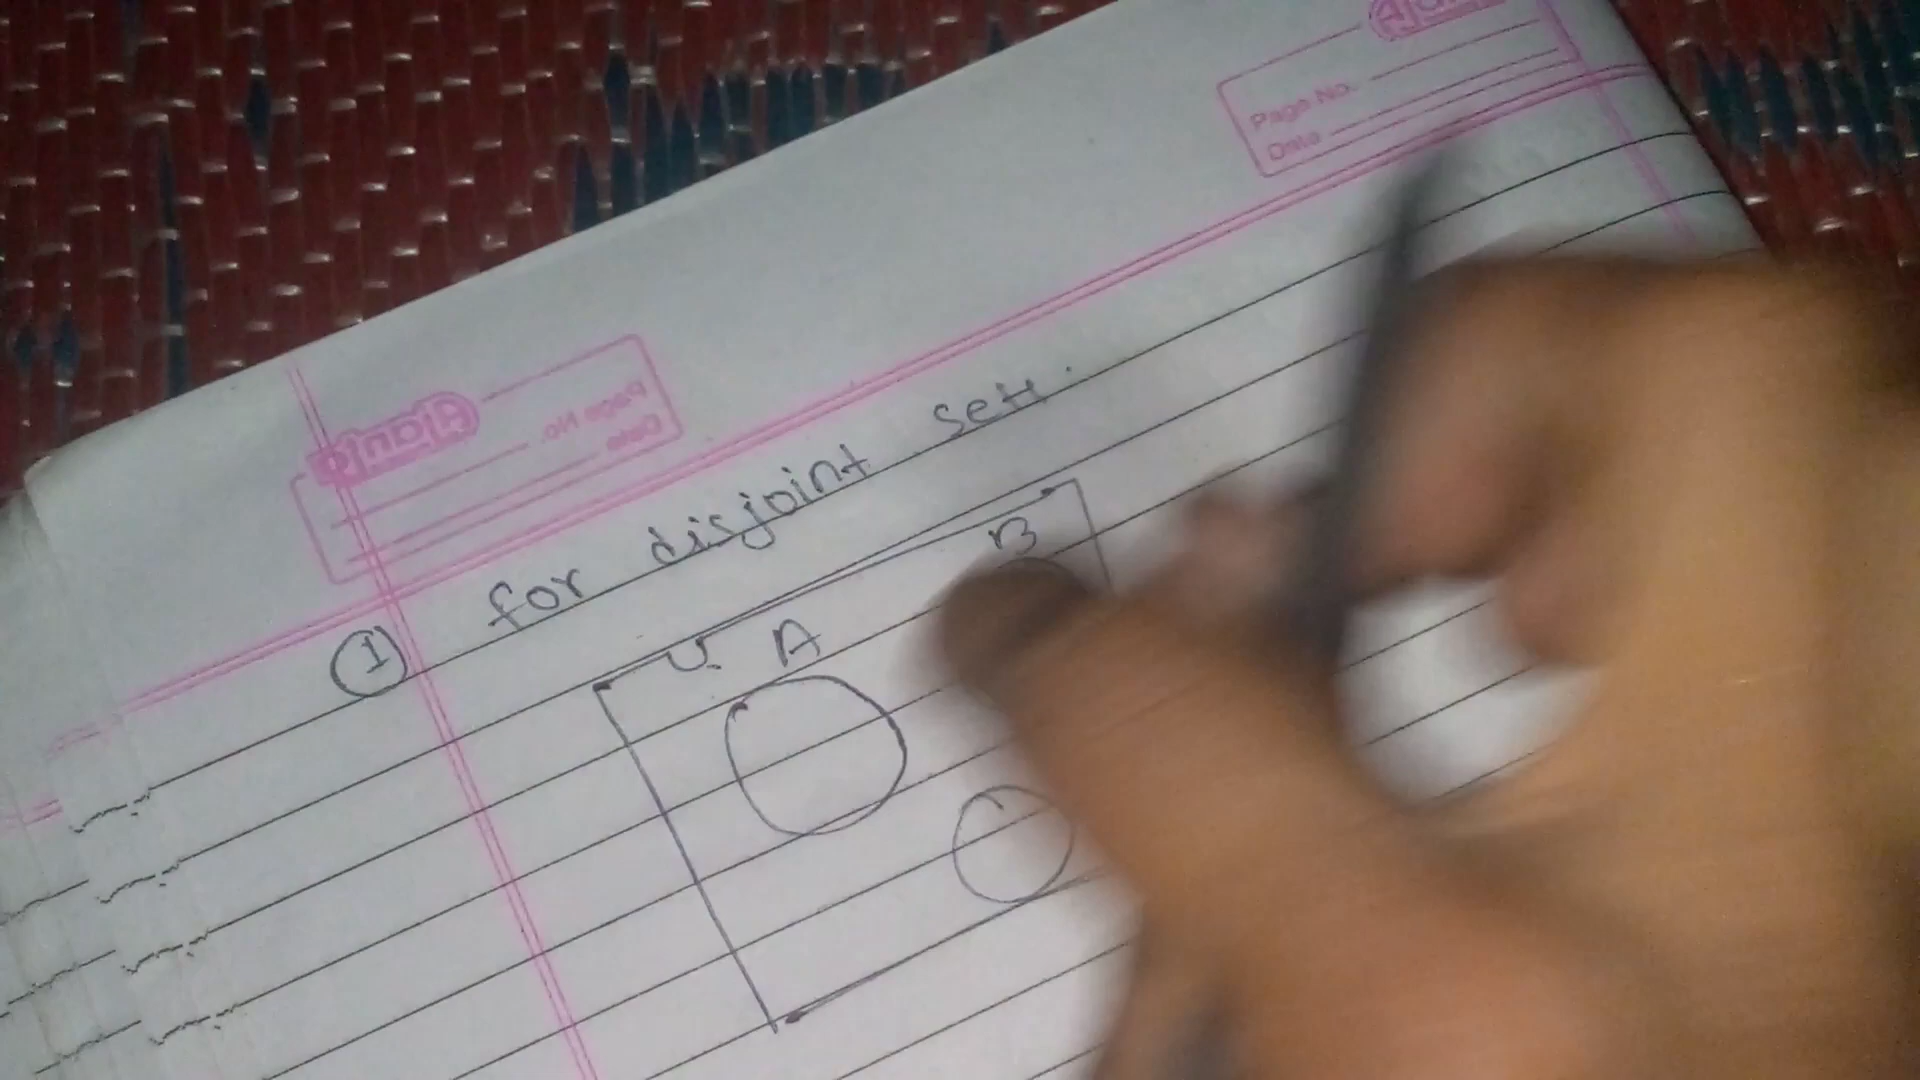 Page No.
Date
① for disjoint sets.
U
A
B